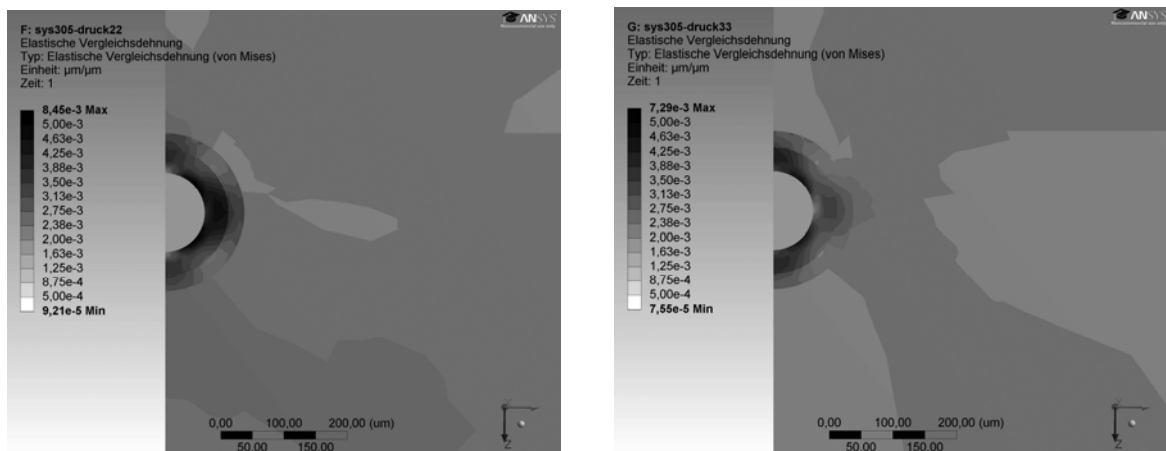 ANSYS
Noncommercial use only
F: sys305-druck22
Elastische Vergleichsdehnung
Typ: Elastische Vergleichsdehnung (von Mises)
Einheit: µm/µm
Zeit: 1
8,45e-3 Max
5,00e-3
4,63e-3
4,25e-3
3,88e-3
3,50e-3
3,13e-3
2,75e-3
2,38e-3
2,00e-3
1,63e-3
1,25e-3
8,75e-4
5,00e-4
9,21e-5 Min
0,00 100,00 200,00 (um)
50,00 150,00
Z
ANSYS
Noncommercial use only
G: sys305-druck33
Elastische Vergleichsdehnung
Typ: Elastische Vergleichsdehnung (von Mises)
Einheit: µm/µm
Zeit: 1
7,29e-3 Max
5,00e-3
4,63e-3
4,25e-3
3,88e-3
3,50e-3
3,13e-3
2,75e-3
2,38e-3
2,00e-3
1,63e-3
1,25e-3
8,75e-4
5,00e-4
7,55e-5 Min
0,00 100,00 200,00 (um)
50,00 150,00
Z